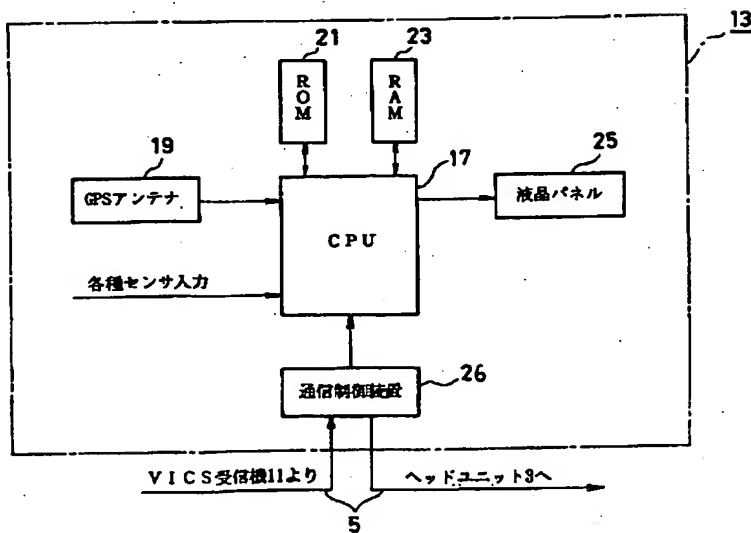 13
21
23
ROM
RAM
19
17
25
GPSアンテナ
CPU
液晶パネル
各種センサ入力
通信制御装置
26
VICS受信機11より
ヘッドユニット3へ
5